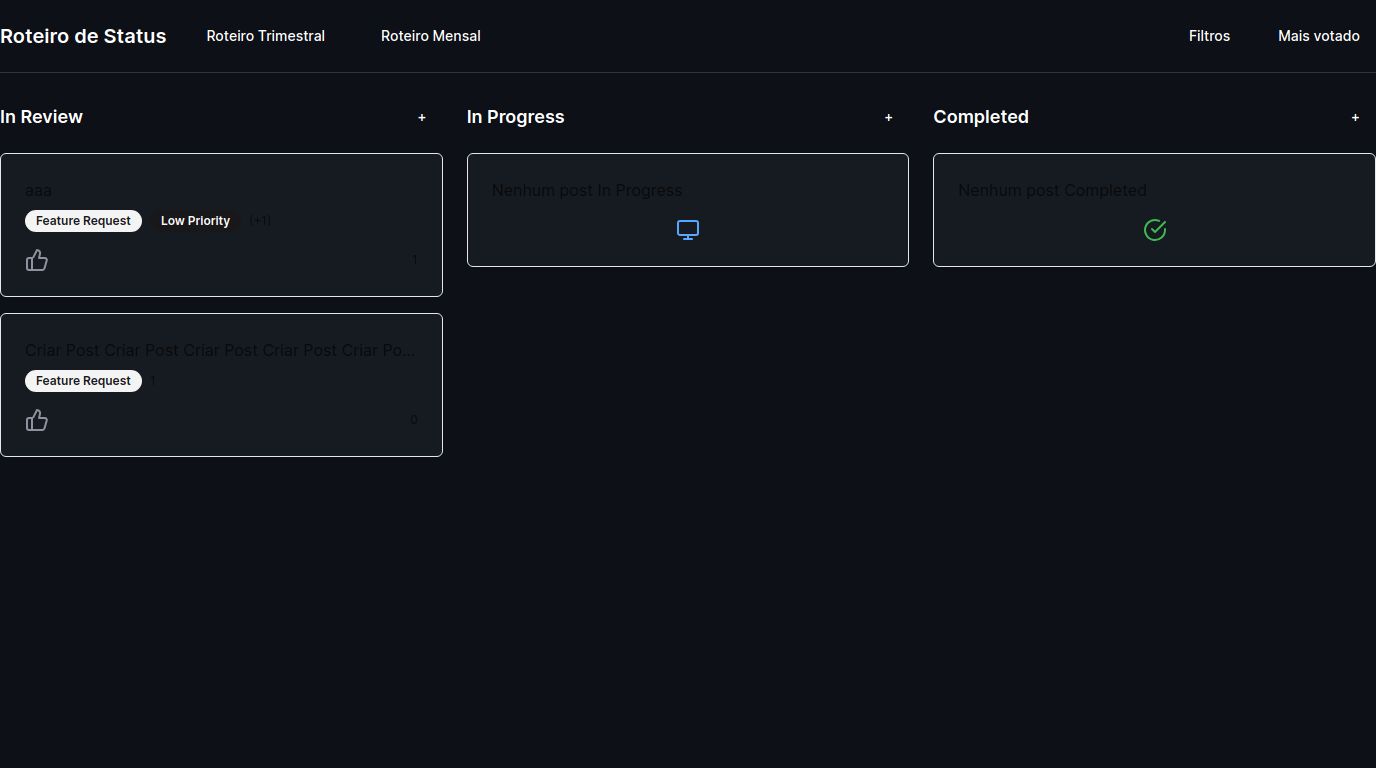 Roteiro de Status Roteiro Trimestral Roteiro Mensal Filtros Mais votado
In Review +
aaa
Feature Request Low Priority (+1)
1
Criar Post Criar Post Criar Post Criar Post Criar Po...
Feature Request 1
0
In Progress +
Nenhum post In Progress
Completed +
Nenhum post Completed